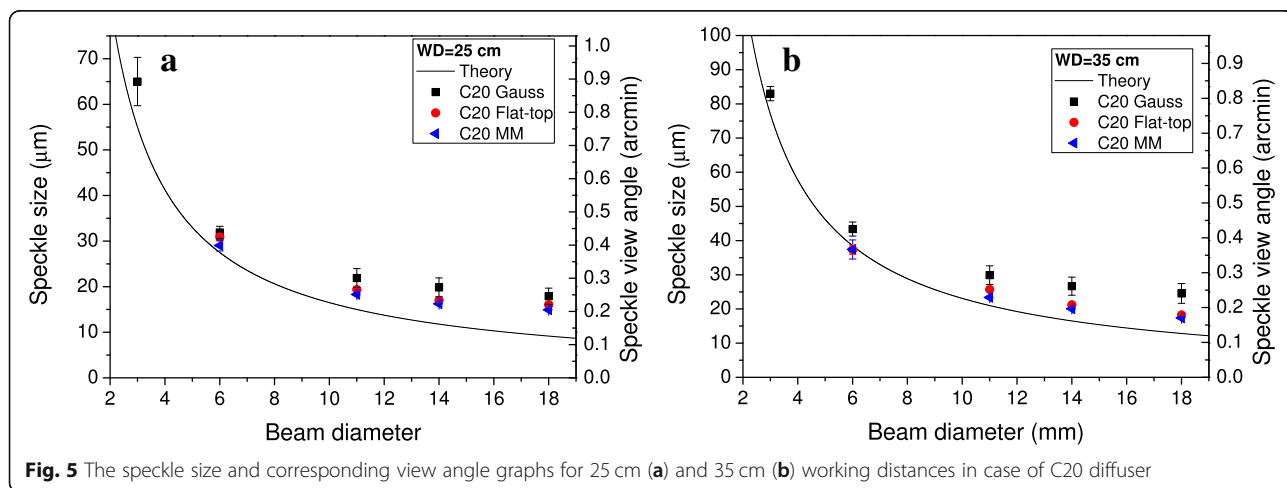 a
WD=25 cm
Theory
C20 Gauss
C20 Flat-top
C20 MM
Speckle size (μm)
70
60
50
40
30
20
10
0
1.0
0.9
0.8
0.7
0.6
0.5
0.4
0.3
0.2
0.1
0.0
Speckle view angle (arcmin)
2 4 6 8 10 12 14 16 18
Beam diameter
b
WD=35 cm
Theory
C20 Gauss
C20 Flat-top
C20 MM
Speckle size (μm)
100
90
80
70
60
50
40
30
20
10
0
0.9
0.8
0.7
0.6
0.5
0.4
0.3
0.2
0.1
0.0
Speckle view angle (arcmin)
2 4 6 8 10 12 14 16 18
Beam diameter (mm)
Fig. 5 The speckle size and corresponding view angle graphs for 25 cm (a) and 35 cm (b) working distances in case of C20 diffuser